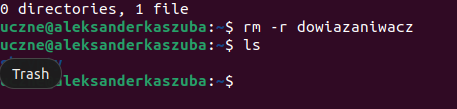 0 directories, 1 file
uczne@aleksanderkaszuba:~$ rm -r dowiazaniwacz
uczne@aleksanderkaszuba:~$ ls
Trash
@aleksanderkaszuba:~$